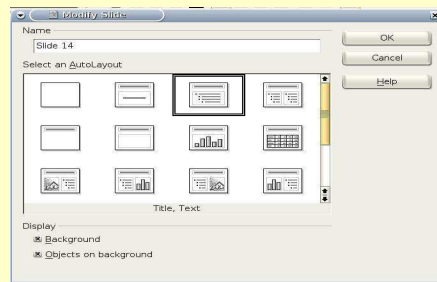 Modify Slide
Name
Slide 14
OK
Cancel
Help
Select an AutoLayout
Title, Text
Display
Background
Objects on background